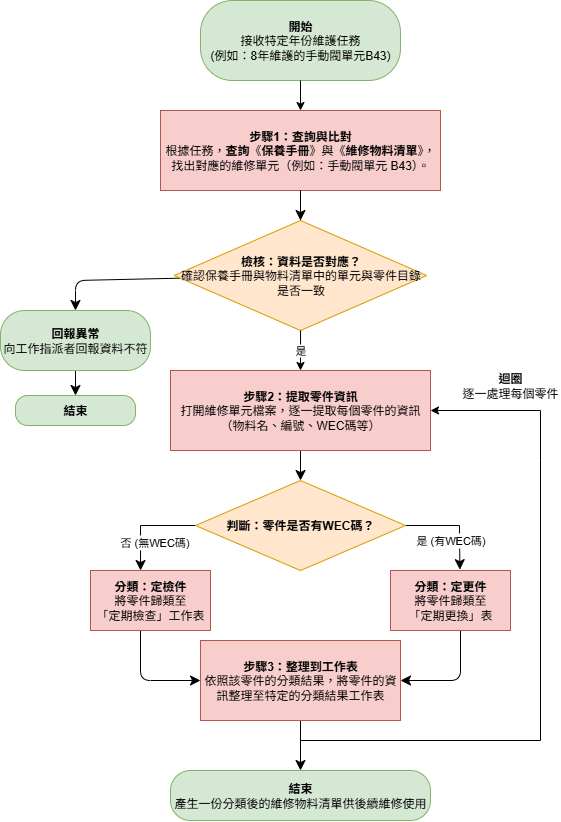 開始
接收特定年份維護任務
(例如：8年維護的手動閥單元B43)
步驟1：查詢與比對
根據任務，查詢《保養手冊》與《維修物料清單》，
找出對應的維修單元（例如：手動閥單元 B43）。
檢核：資料是否對應？
確認保養手冊與物料清單中的單元與零件目錄
是否一致
回報異常
向工作指派者回報資料不符
結束
是
步驟2：提取零件資訊
打開維修單元檔案，逐一提取每個零件的資訊
（物料名、編號、WEC碼等）
迴圈
逐一處理每個零件
判斷：零件是否有WEC碼？
否 (無WEC碼)
是 (有WEC碼)
分類：定檢件
將零件歸類至
「定期檢查」工作表
分類：定更件
將零件歸類至
「定期更換」表
步驟3：整理到工作表
依照該零件的分類結果，將零件的資
訊整理至特定的分類結果工作表
結束
產生一份分類後的維修物料清單供後續維修使用